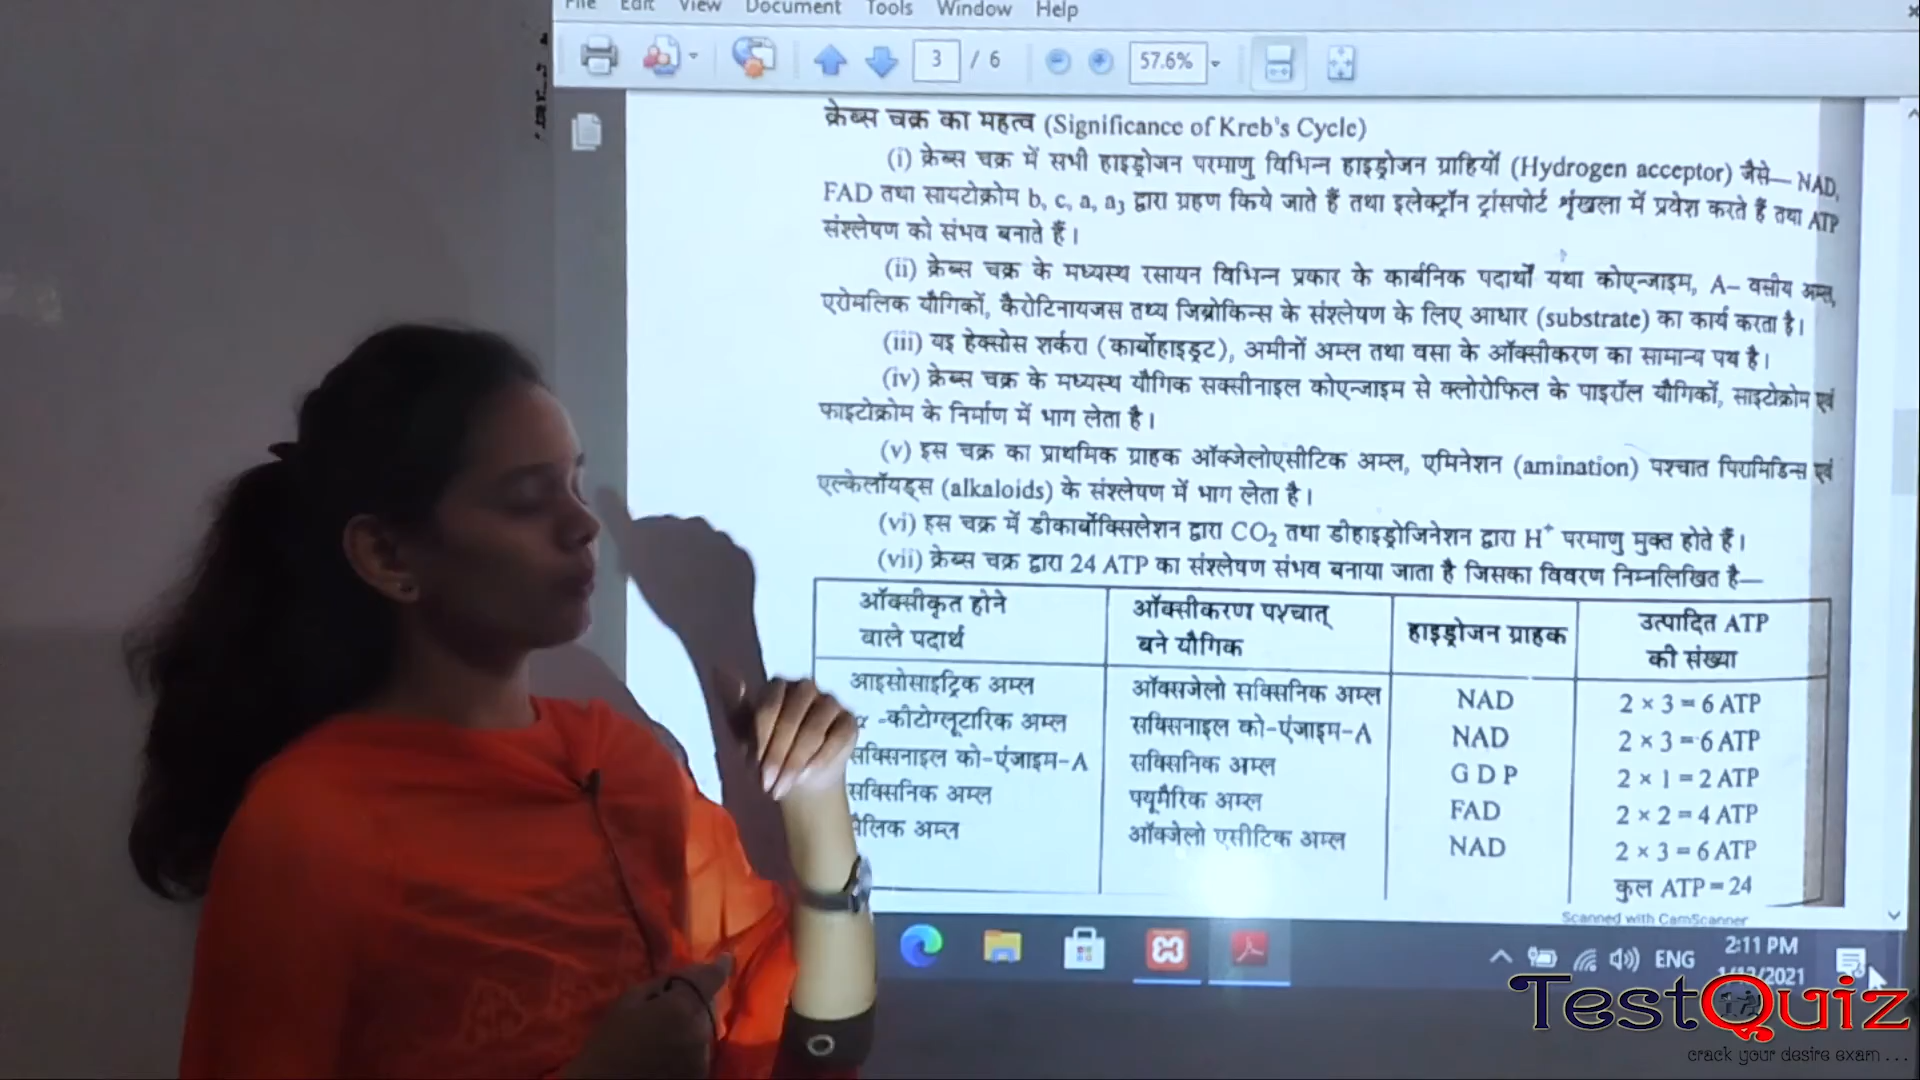 File Edit View Document Tools Window Help
3 / 6 57.6%
क्रेब्स चक्र का महत्व (Significance of Kreb's Cycle)
(i) क्रेब्स चक्र में सभी हाइड्रोजन परमाणु विभिन्न हाइड्रोजन ग्राहियों (Hydrogen acceptor) जैसे— NAD,
FAD तथा सायटोक्रोम b, c, a, a3 द्वारा ग्रहण किये जाते हैं तथा इलेक्ट्रॉन ट्रांसपोर्ट शृंखला में प्रवेश करते हैं तथा ATP
संश्लेषण को संभव बनाते हैं।
(ii) क्रेब्स चक्र के मध्यस्थ रसायन विभिन्न प्रकार के कार्बनिक पदार्थों यथा कोएन्जाइम, A– वसीय अम्ल,
एरोमलिक यौगिकों, कैरोटिनायजस तथ्य जिब्रोकिन्स के संश्लेषण के लिए आधार (substrate) का कार्य करता है।
(iii) यइ हेक्सोस शर्करा (कार्बोहाइड्रट), अमीनों अम्ल तथा वसा के ऑक्सीकरण का सामान्य पथ है।
(iv) क्रेब्स चक्र के मध्यस्थ यौगिक सक्सीनाइल कोएन्जाइम से क्लोरोफिल के पाइरॉल यौगिकों, साइटोक्रोम एवं
फाइटोक्रोम के निर्माण में भाग लेता है।
(v) इस चक्र का प्राथमिक ग्राहक ऑक्जेलोएसीटिक अम्ल, एमिनेशन (amination) पश्चात पिरामिडिन्स एवं
एल्केलॉयड्स (alkaloids) के संश्लेषण में भाग लेता है।
(vi) इस चक्र में डीकार्बोक्सिलेशन द्वारा CO2 तथा डीहाइड्रोजिनेशन द्वारा H+ परमाणु मुक्त होते हैं।
(vii) क्रेब्स चक्र द्वारा 24 ATP का संश्लेषण संभव बनाया जाता है जिसका विवरण निम्नलिखित है—
ऑक्सीकृत होने वाले पदार्थ ऑक्सीकरण पश्चात् बने यौगिक हाइड्रोजन ग्राहक उत्पादित ATP की संख्या
आइसोसाइट्रिक अम्ल ऑक्सजेलो सक्सिनिक अम्ल NAD 2 × 3 = 6 ATP
α -कीटोग्लूटारिक अम्ल सक्सिनाइल को-एंजाइम-A NAD 2 × 3 = 6 ATP
सक्सिनाइल को-एंजाइम-A सक्सिनिक अम्ल G D P 2 × 1 = 2 ATP
सक्सिनिक अम्ल फ्यूमैरिक अम्ल FAD 2 × 2 = 4 ATP
मैलिक अम्ल ऑक्जेलो एसीटिक अम्ल NAD 2 × 3 = 6 ATP
कुल ATP = 24
Scanned with CamScanner
ENG 2:11 PM
1/12/2021
TestQuiz
crack your desire exam ...